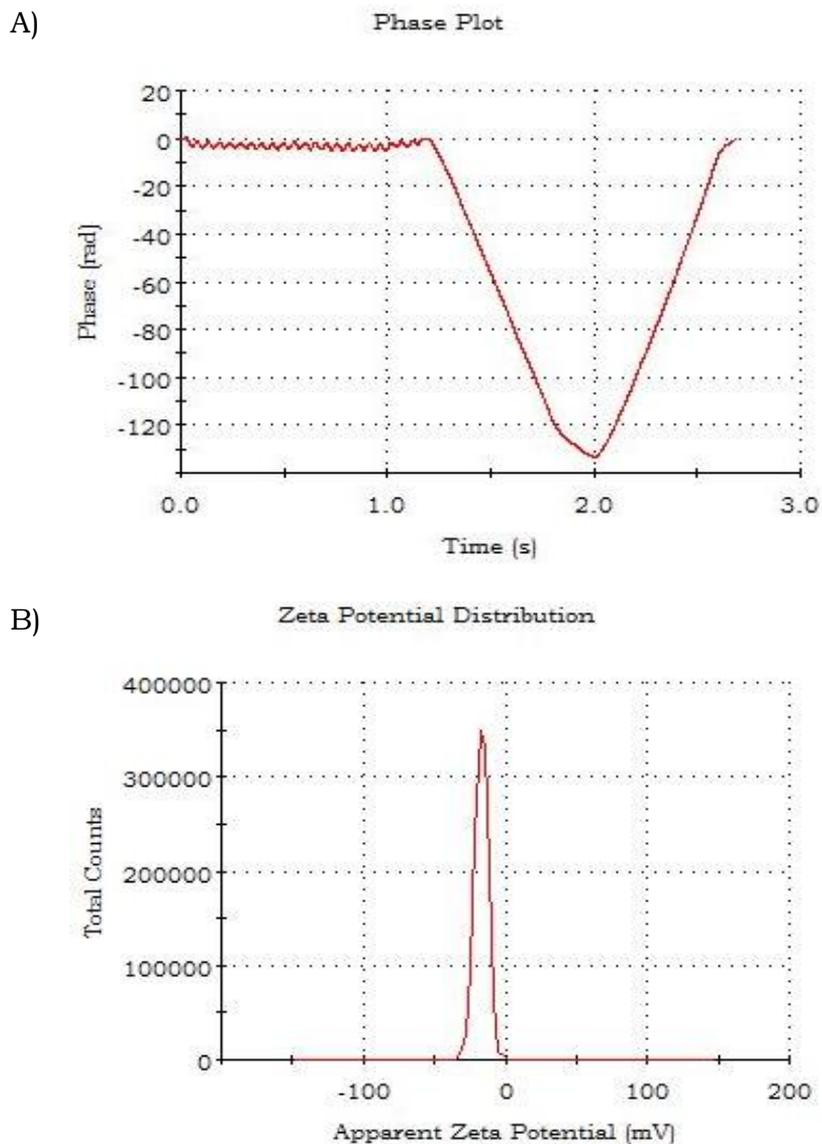 A)
Phase Plot
20
0
-20
-40
-60
-80
-100
-120
Phase (rad)
0.0 1.0 2.0 3.0
Time (s)
B)
Zeta Potential Distribution
400000
300000
200000
100000
0
Total Counts
-100 0 100 200
Apparent Zeta Potential (mV)